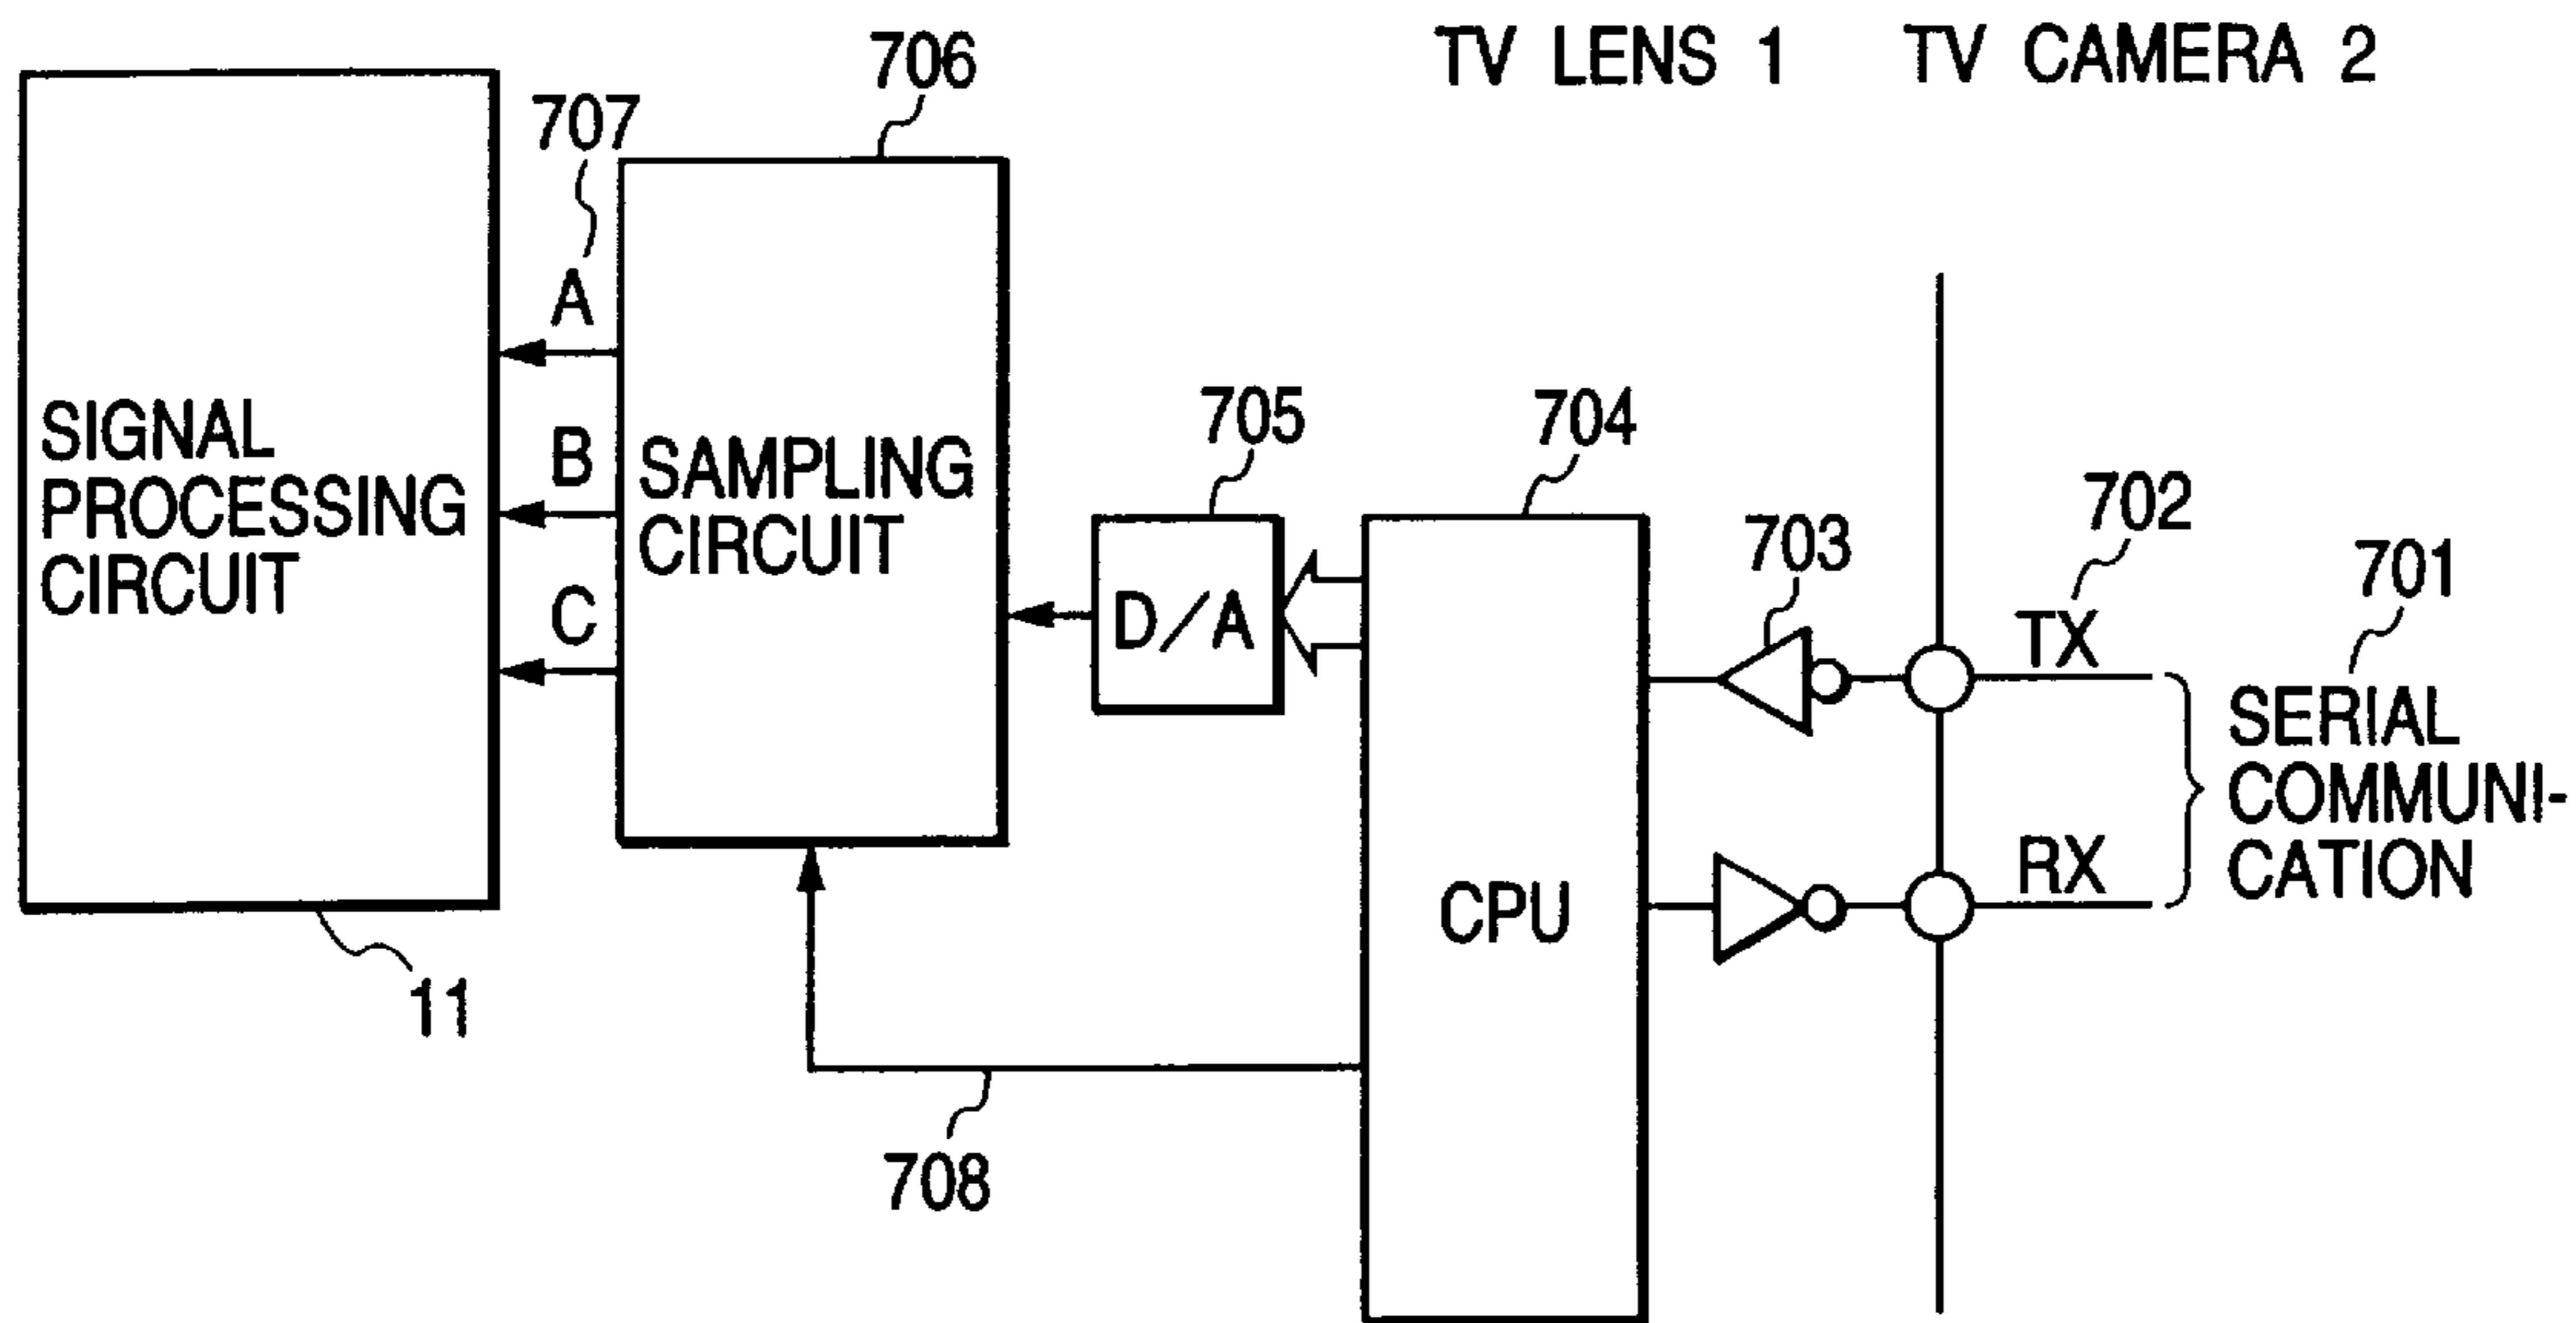 TV LENS 1
TV CAMERA 2
706
707
A
B
C
SIGNAL
PROCESSING
CIRCUIT
11
SAMPLING
CIRCUIT
705
D/A
704
CPU
703
702
TX
701
SERIAL
COMMUNI-
CATION
RX
708